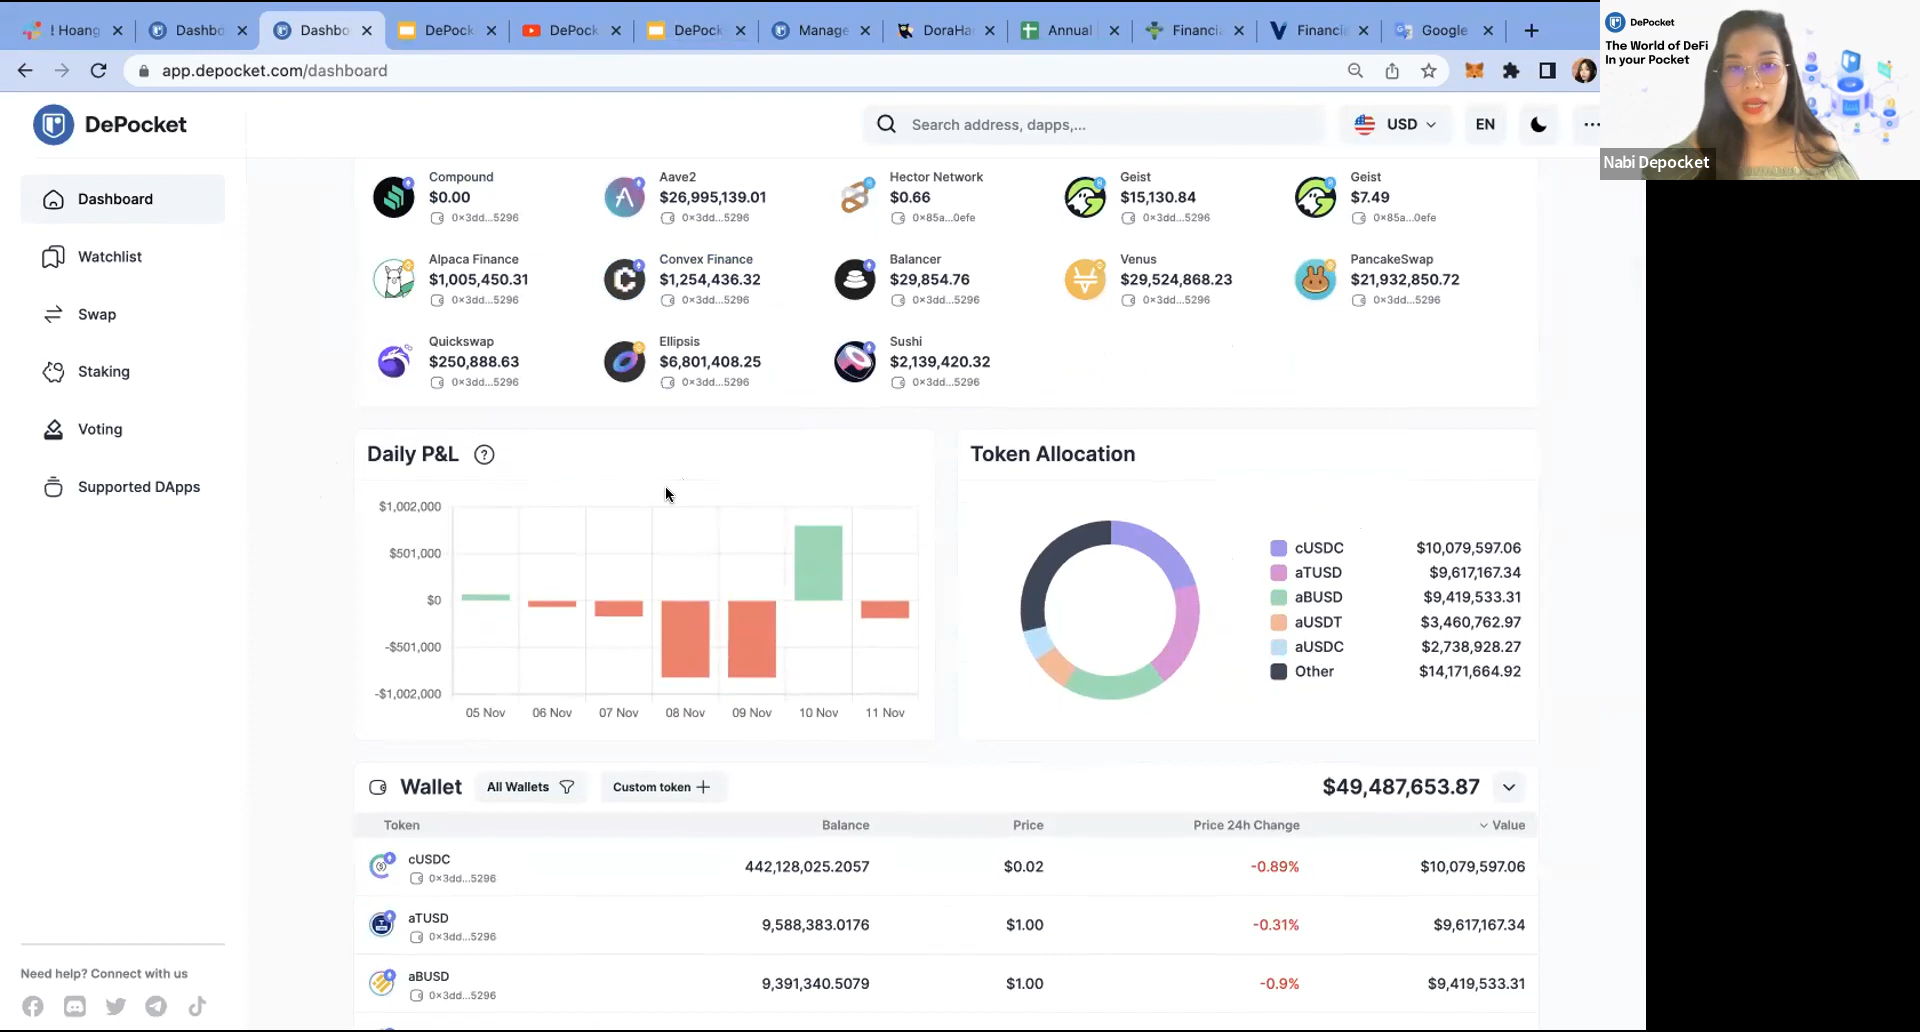 ! Hoang
Dashbo
Dashbo
DePock
DePock
DePock
Manage
DoraHa
Annual
Financia
Financie
Google
app.depocket.com/dashboard
DePocket
The World of DeFi
In your Pocket
Nabi Depocket
DePocket
Search address, dapps,...
USD
EN
Dashboard
Watchlist
Swap
Staking
Voting
Supported DApps
Need help? Connect with us
Compound
$0.00
0×3dd...5296
Aave2
$26,995,139.01
0×3dd...5296
Hector Network
$0.66
0×85a...0efe
Geist
$15,130.84
0×3dd...5296
Geist
$7.49
0×85a...0efe
Alpaca Finance
$1,005,450.31
0×3dd...5296
Convex Finance
$1,254,436.32
0×3dd...5296
Balancer
$29,854.76
0×3dd...5296
Venus
$29,524,868.23
0×3dd...5296
PancakeSwap
$21,932,850.72
0×3dd...5296
Quickswap
$250,888.63
0×3dd...5296
Ellipsis
$6,801,408.25
0×3dd...5296
Sushi
$2,139,420.32
0×3dd...5296
Daily P&L ?
$1,002,000
$501,000
$0
-$501,000
-$1,002,000
05 Nov 06 Nov 07 Nov 08 Nov 09 Nov 10 Nov 11 Nov
Token Allocation
cUSDC $10,079,597.06
aTUSD $9,617,167.34
aBUSD $9,419,533.31
aUSDT $3,460,762.97
aUSDC $2,738,928.27
Other $14,171,664.92
Wallet All Wallets Custom token + $49,487,653.87
Token Balance Price Price 24h Change Value
cUSDC
0×3dd...5296
442,128,025.2057 $0.02 -0.89% $10,079,597.06
aTUSD
0×3dd...5296
9,588,383.0176 $1.00 -0.31% $9,617,167.34
aBUSD
0×3dd...5296
9,391,340.5079 $1.00 -0.9% $9,419,533.31